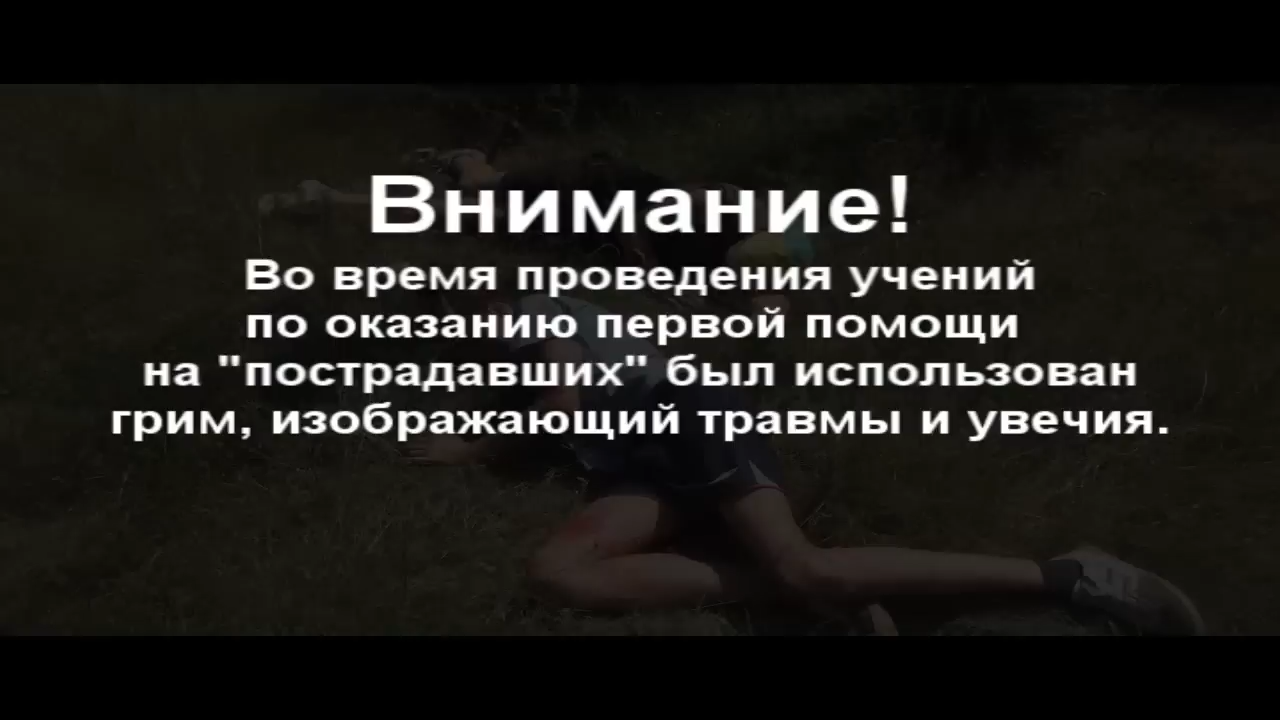 Внимание!
Во время проведения учений
по оказанию первой помощи
на "пострадавших" был использован
грим, изображающий травмы и увечия.